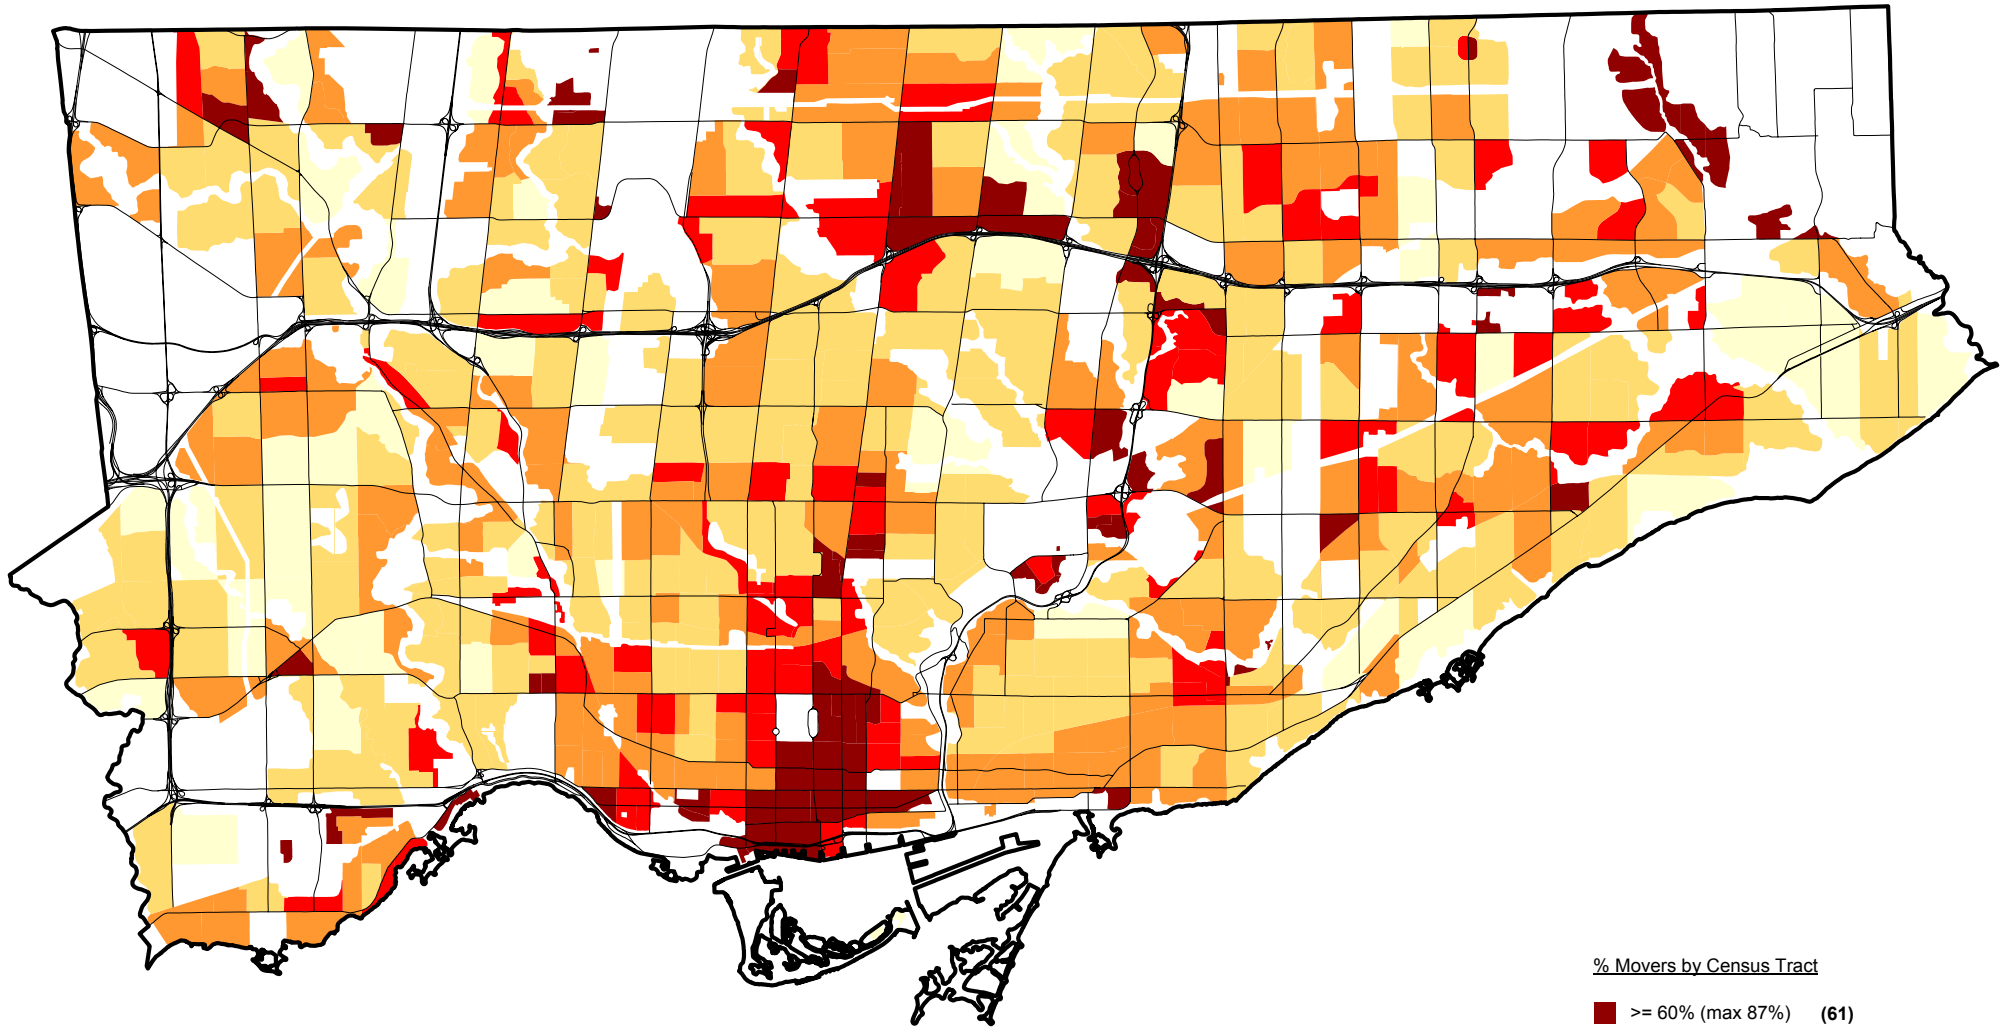 % Movers by Census Tract
>= 60% (max 87%) (61)